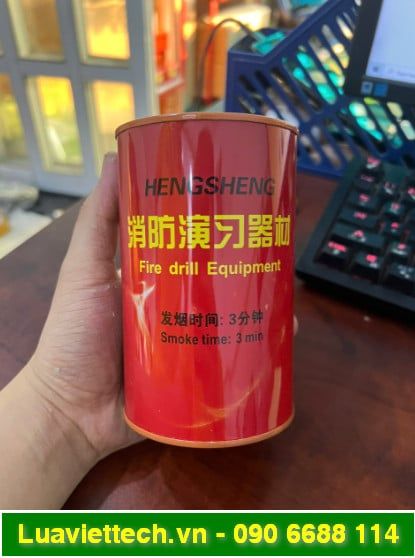 HENGSHENG
消防演习器材
Fire drill Equipment
发烟时间: 3分钟
Smoke time: 3 min
Luaviettech.vn - 090 6688 114